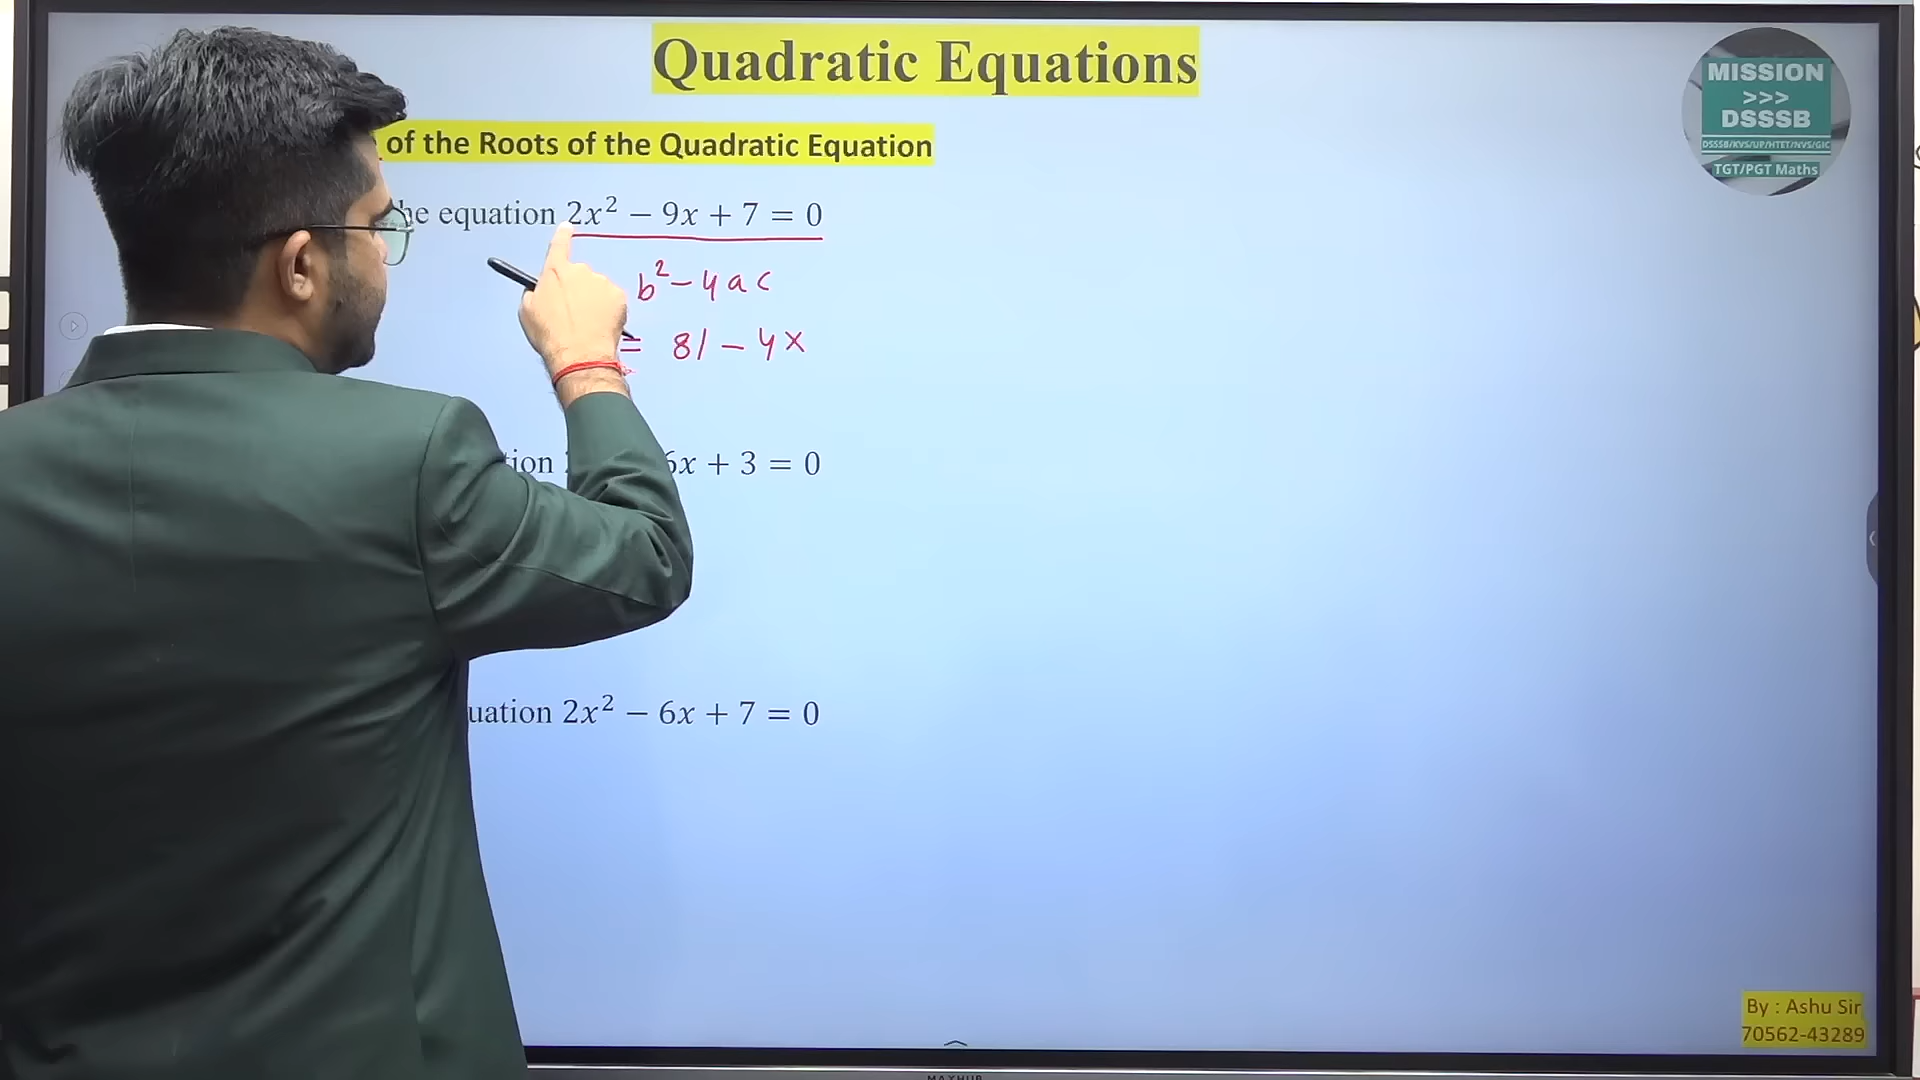 Quadratic Equations
MISSION
>>>
DSSSB
DSSSB/KVS/UP/HTET/NVS/GIC
TGT/PGT Maths
of the Roots of the Quadratic Equation
he equation 2x² − 9x + 7 = 0
b² − 4ac
= 81 − 4×
tion 6x + 3 = 0
uation 2x² − 6x + 7 = 0
By : Ashu Sir
70562-43289
MAXHUB